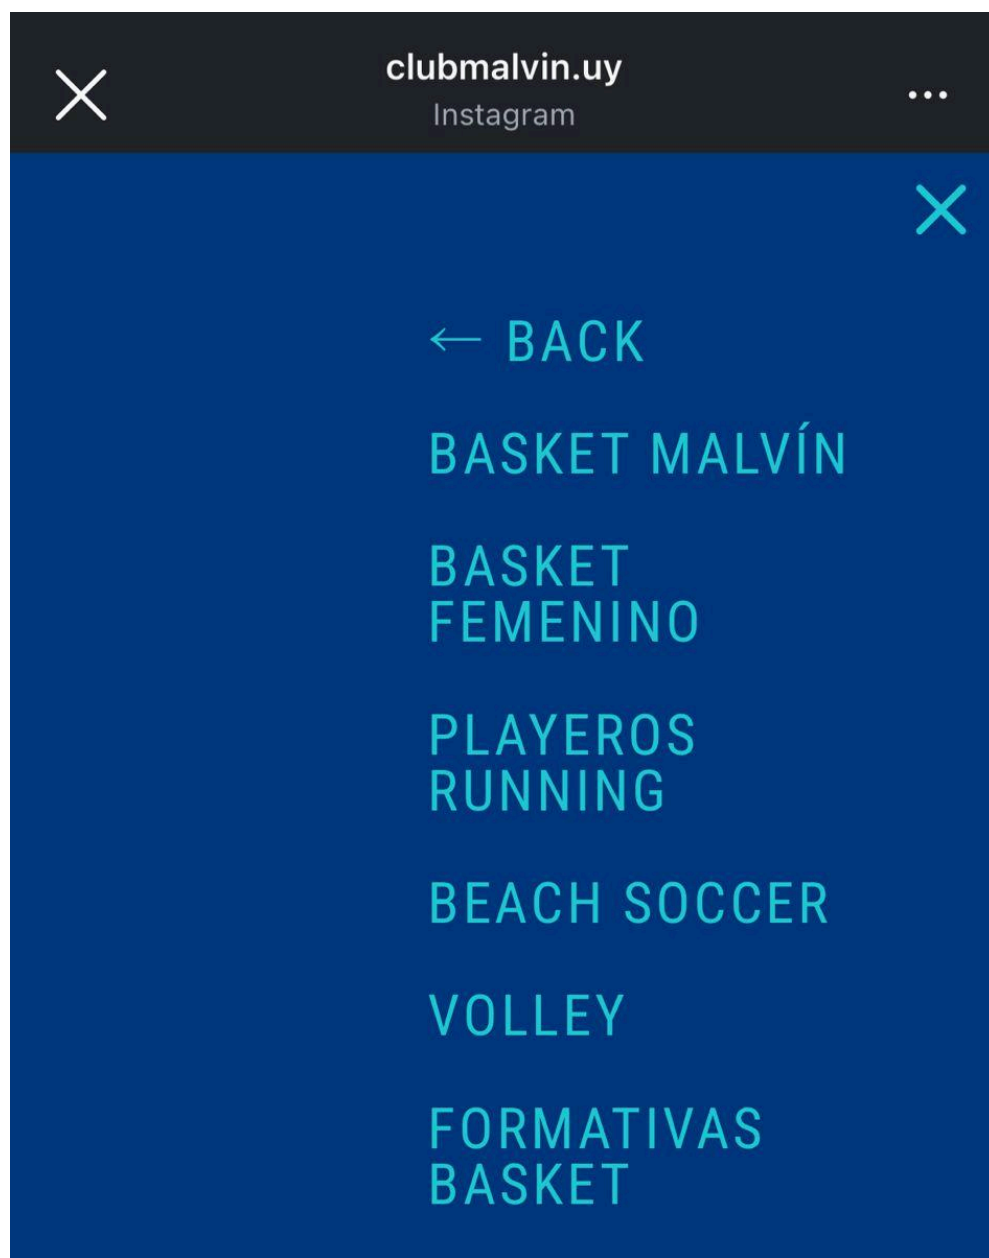 clubmalvin.uy
Instagram
← BACK
BASKET MALVÍN
BASKET
FEMENINO
PLAYEROS
RUNNING
BEACH SOCCER
VOLLEY
FORMATIVAS
BASKET